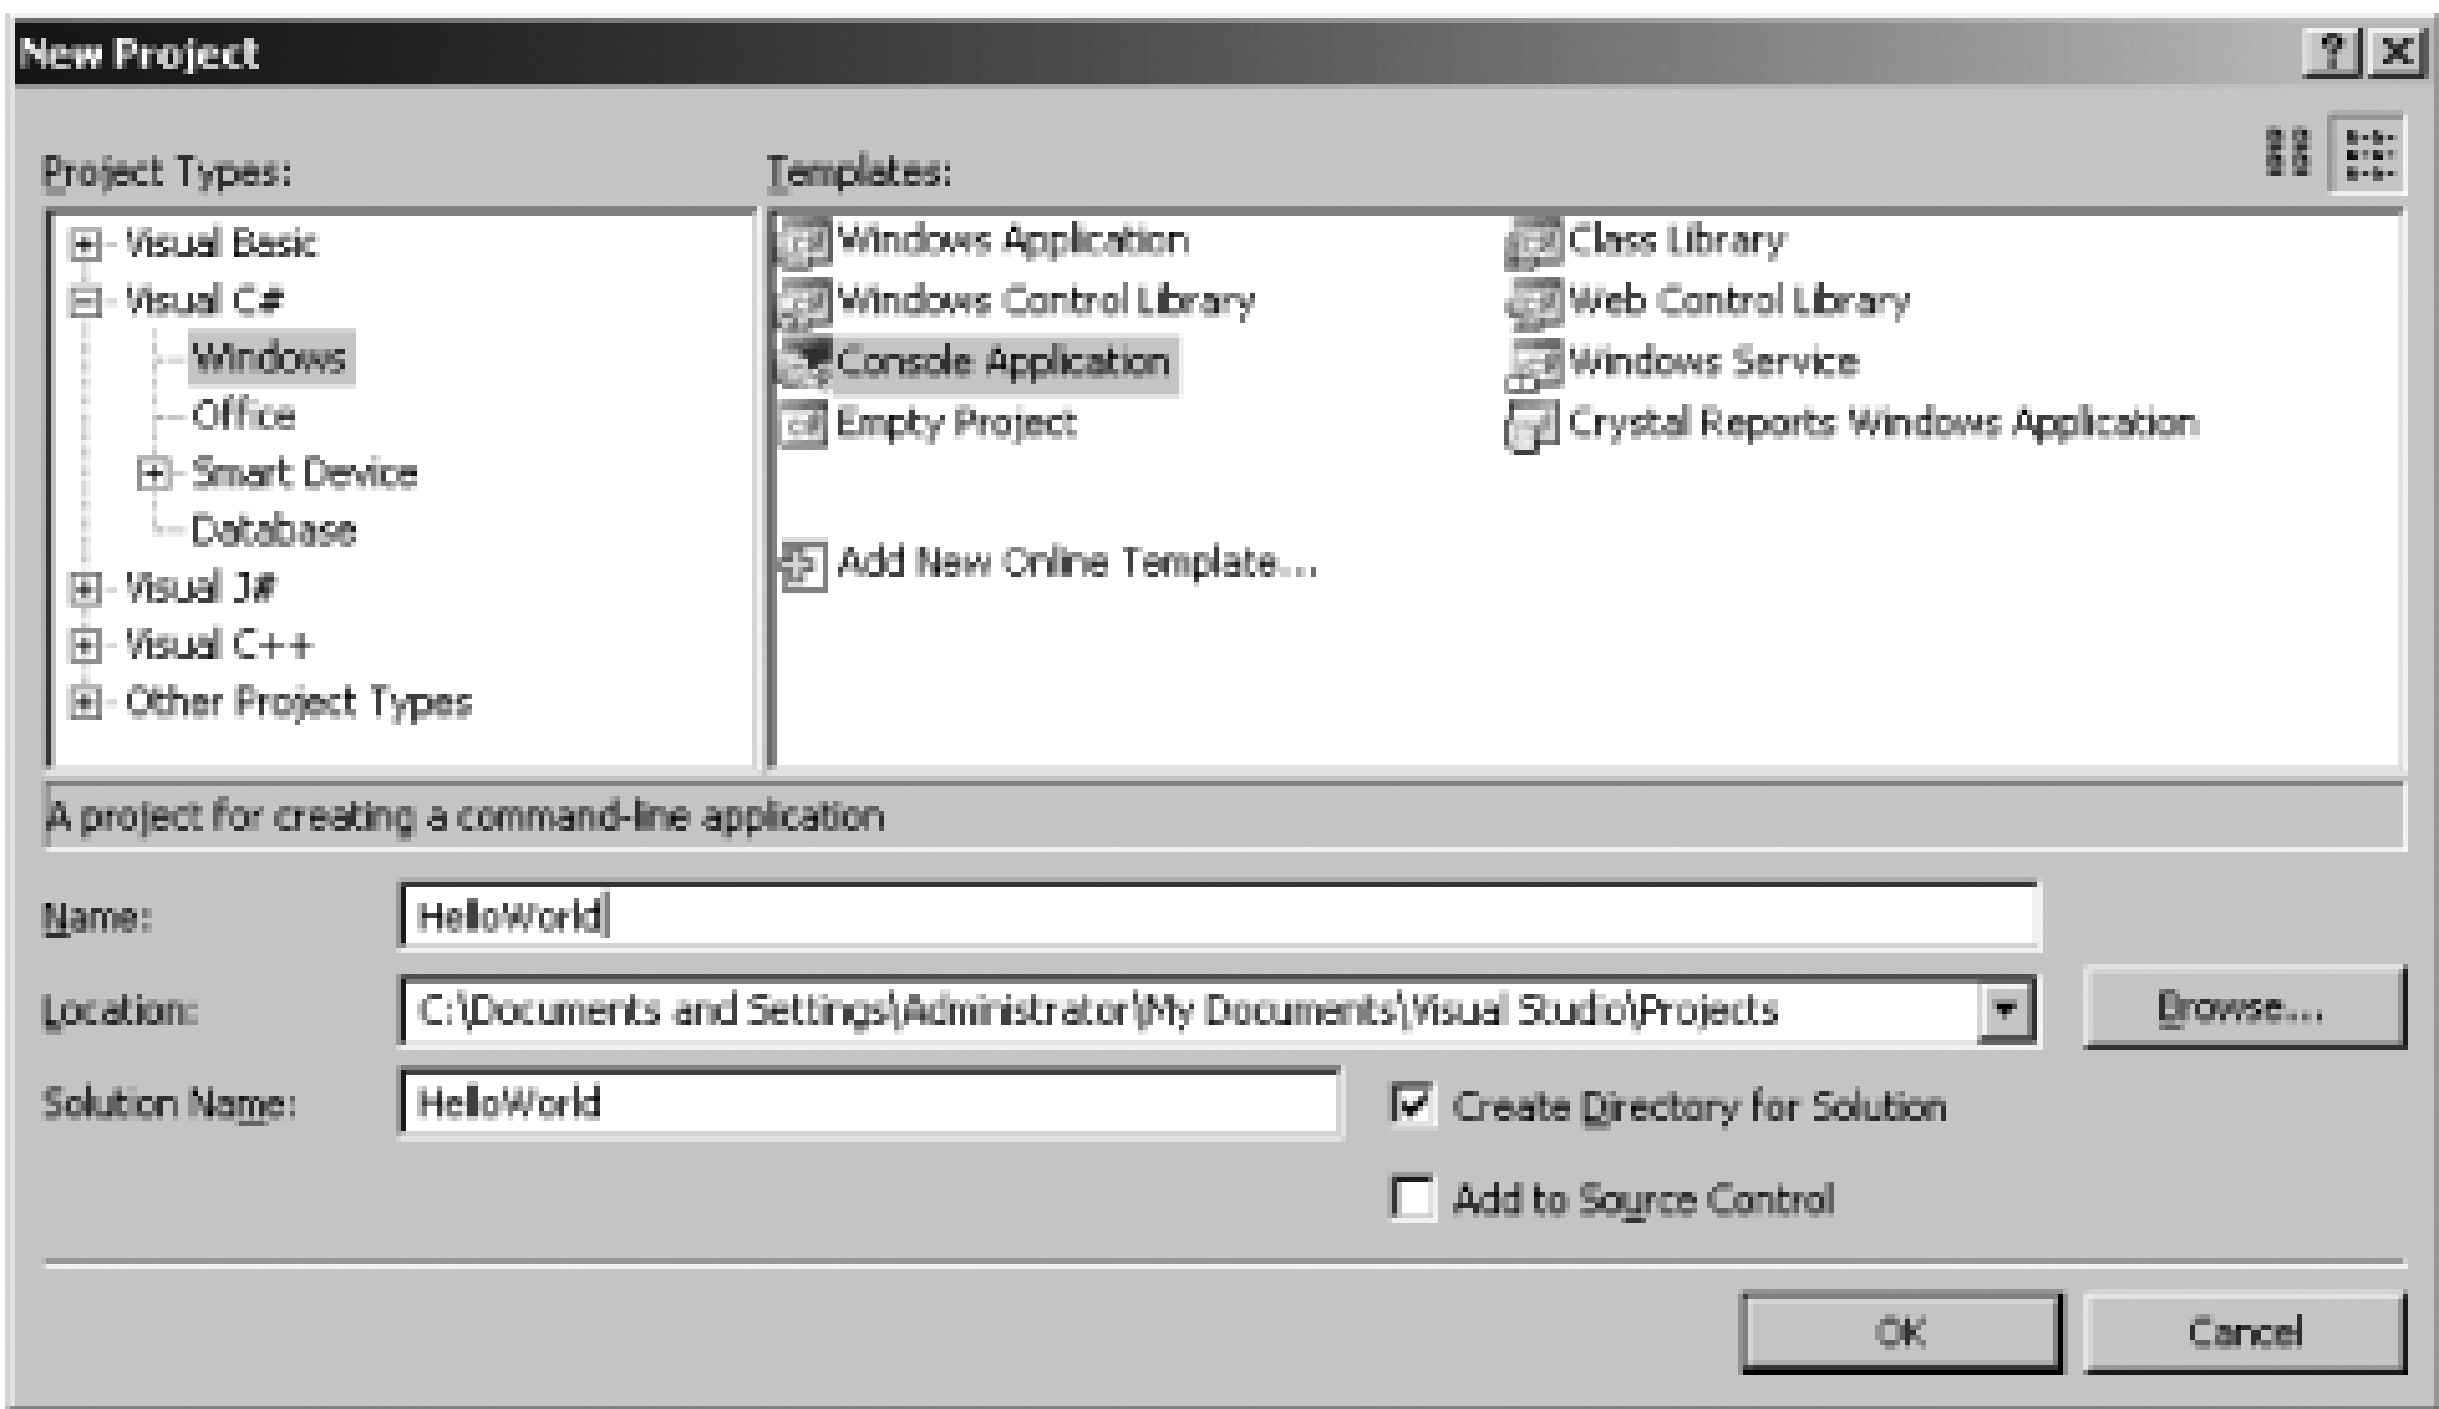 New Project
Project Types:
Visual Basic
Visual C#
Windows
Office
Smart Device
Database
Visual J#
Visual C++
Other Project Types
Templates:
Windows Application
Windows Control Library
Console Application
Empty Project
Add New Online Template...
Class Library
Web Control Library
Windows Service
Crystal Reports Windows Application
A project for creating a command-line application
Name: HelloWorld
Location: C:\Documents and Settings\Administrator\My Documents\Visual Studio\Projects Browse...
Solution Name: HelloWorld Create Directory for Solution
Add to Source Control
OK Cancel